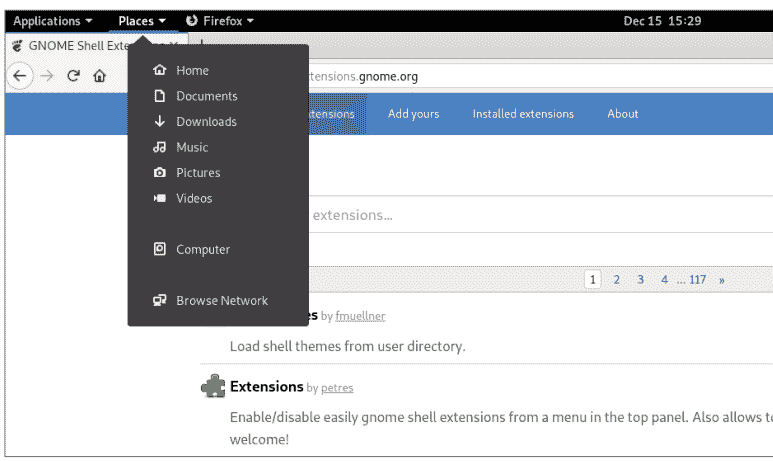 Applications Places Firefox Dec 15 15:29
GNOME Shell Exte
Home
Documents
Downloads
Music
Pictures
Videos
Computer
Browse Network
tensions.gnome.org
tensions Add yours Installed extensions About
extensions...
1 2 3 4 ... 117 »
es by fmuellner
Load shell themes from user directory.
Extensions by petres
Enable/disable easily gnome shell extensions from a menu in the top panel. Also allows to
welcome!